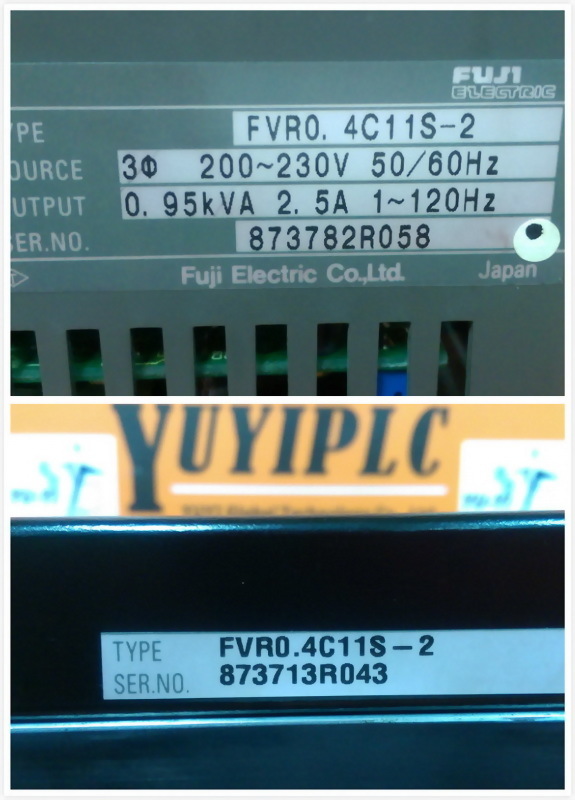 FUJI
ELECTRIC
YPE FVR0. 4C11S-2
OURCE 3Φ 200~230V 50/60Hz
UTPUT 0. 95kVA 2. 5A 1~120Hz
SER.NO. 873782R058
Fuji Electric Co.,Ltd. Japan
YUYIPLC
TYPE FVR0.4C11S-2
SER.NO. 873713R043